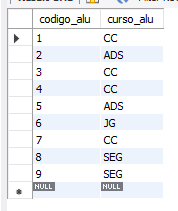 codigo_alu curso_alu
1 CC
2 ADS
3 CC
4 CC
5 ADS
6 JG
7 CC
8 SEG
9 SEG
NULL NULL